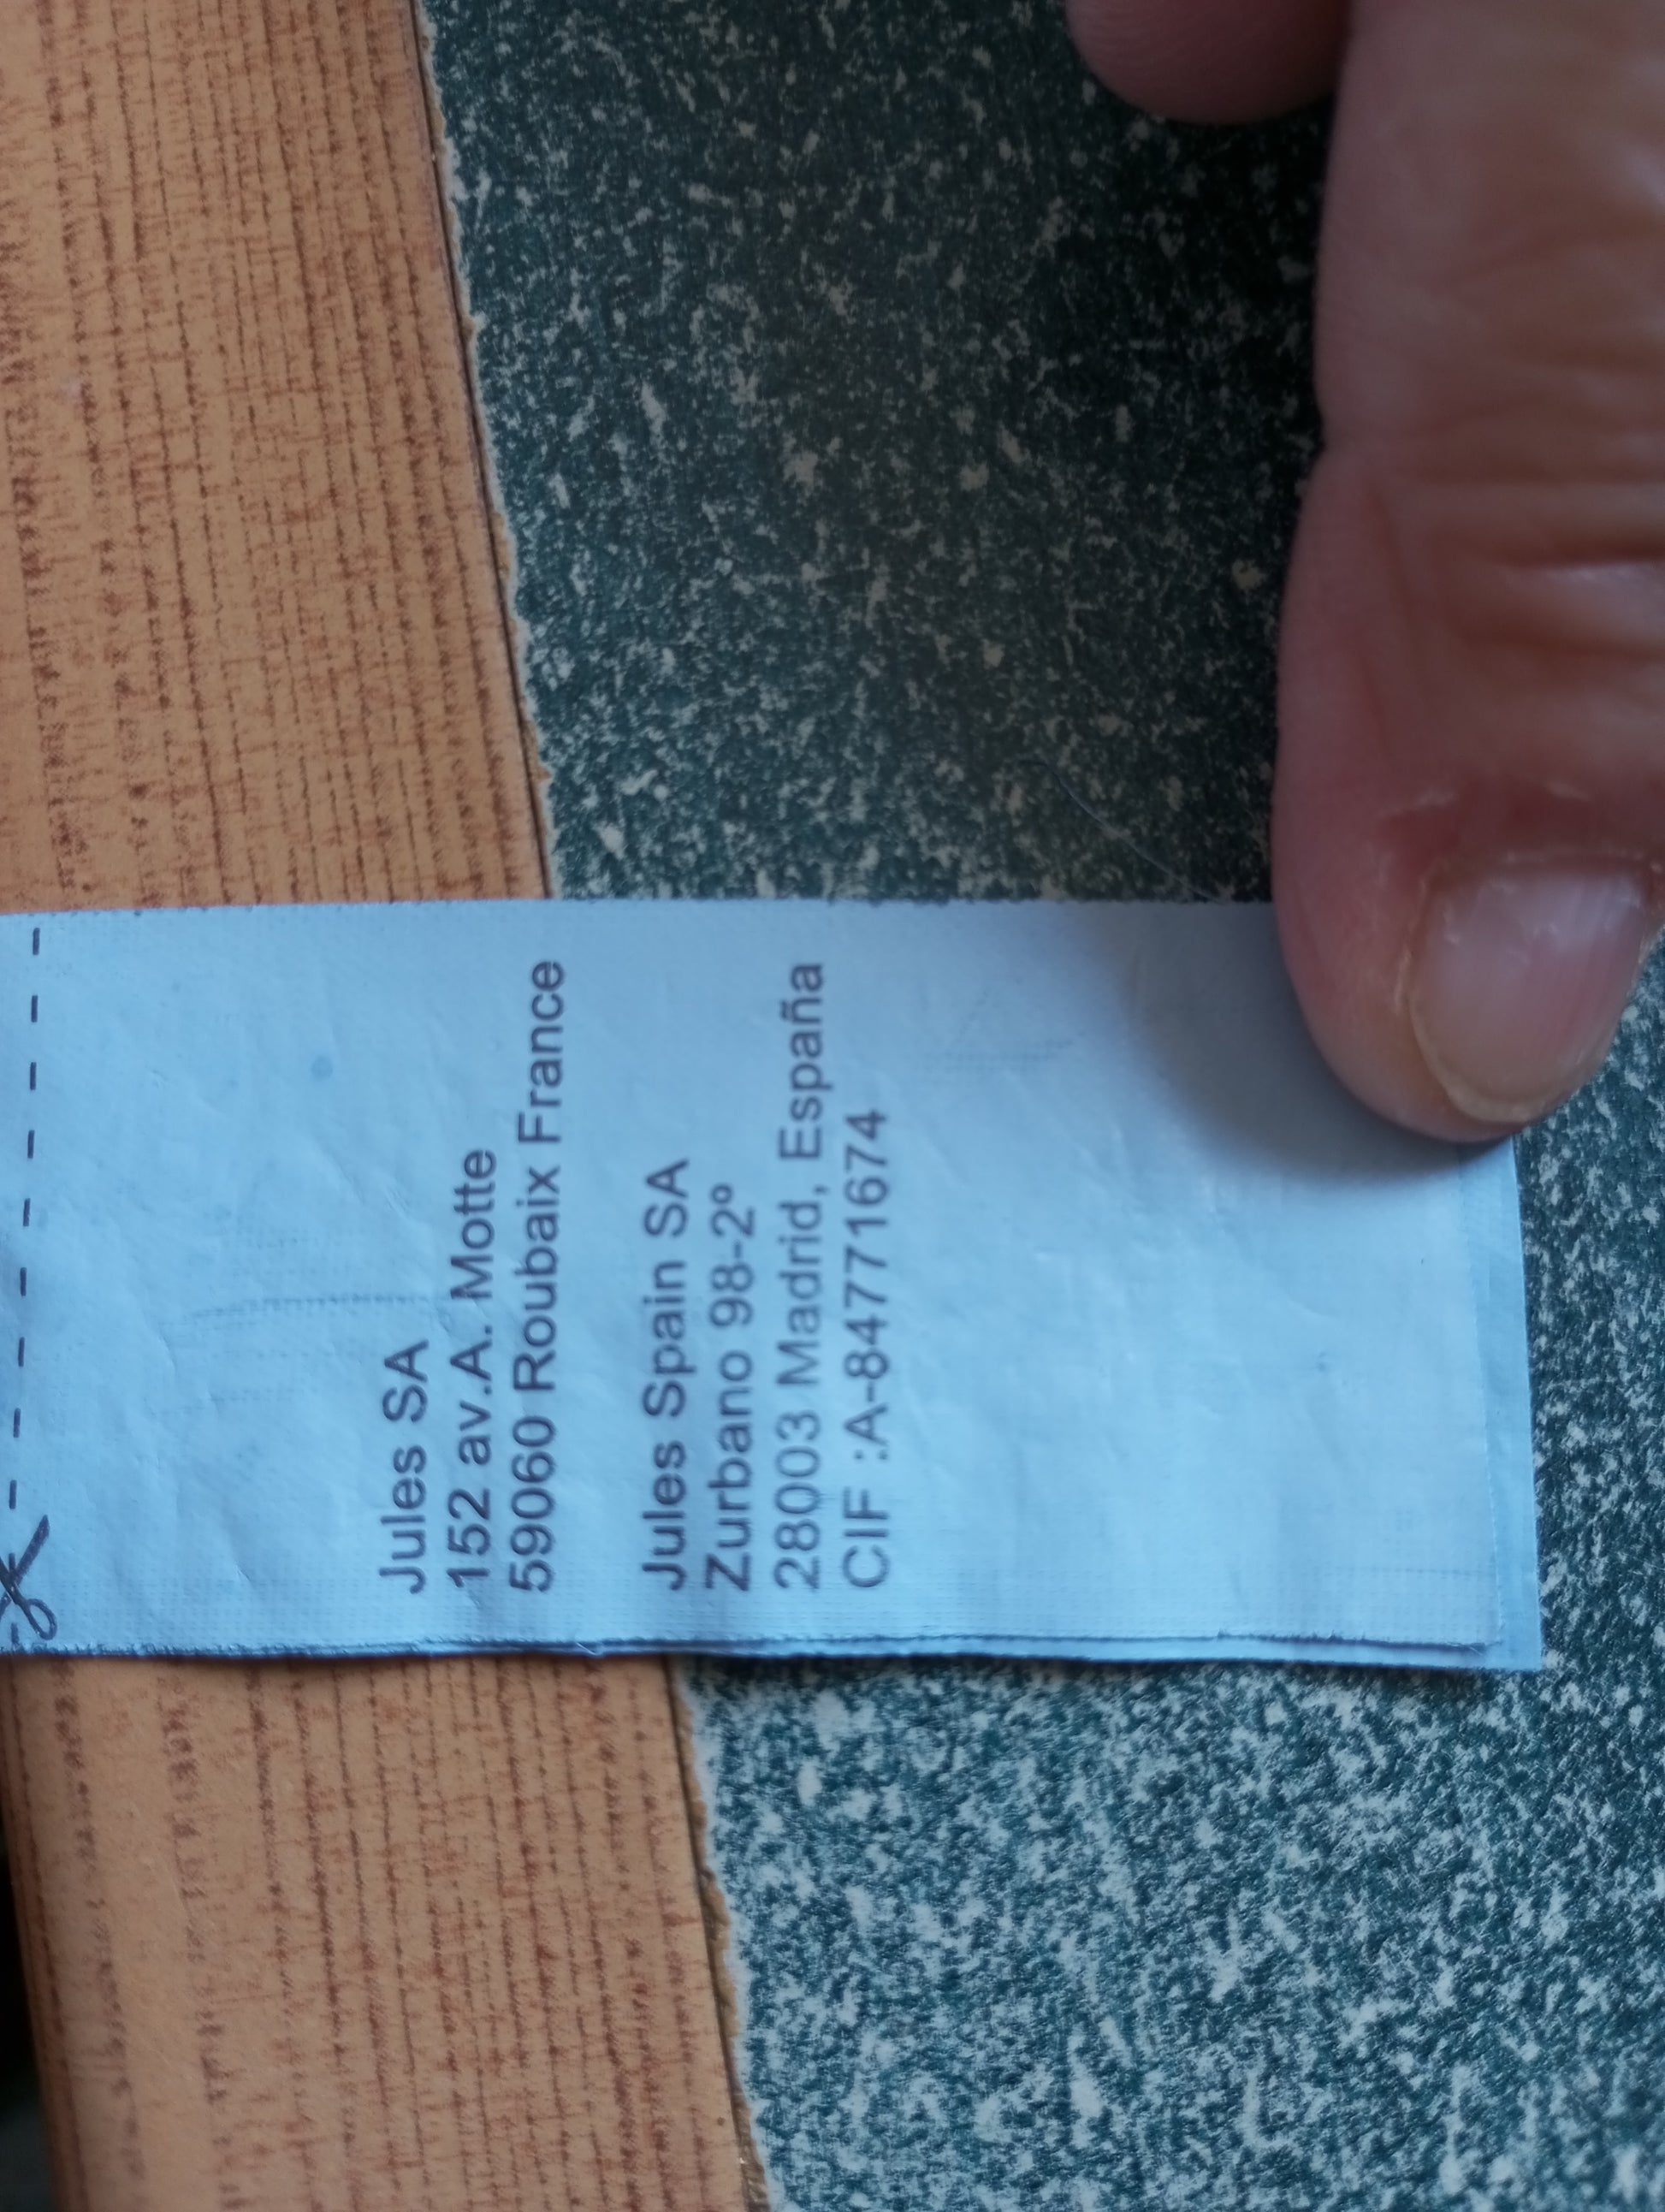 Jules SA
152 av.A. Motte
59060 Roubaix France
Jules Spain SA
Zurbano 98-2º
28003 Madrid, España
CIF :A-84771674